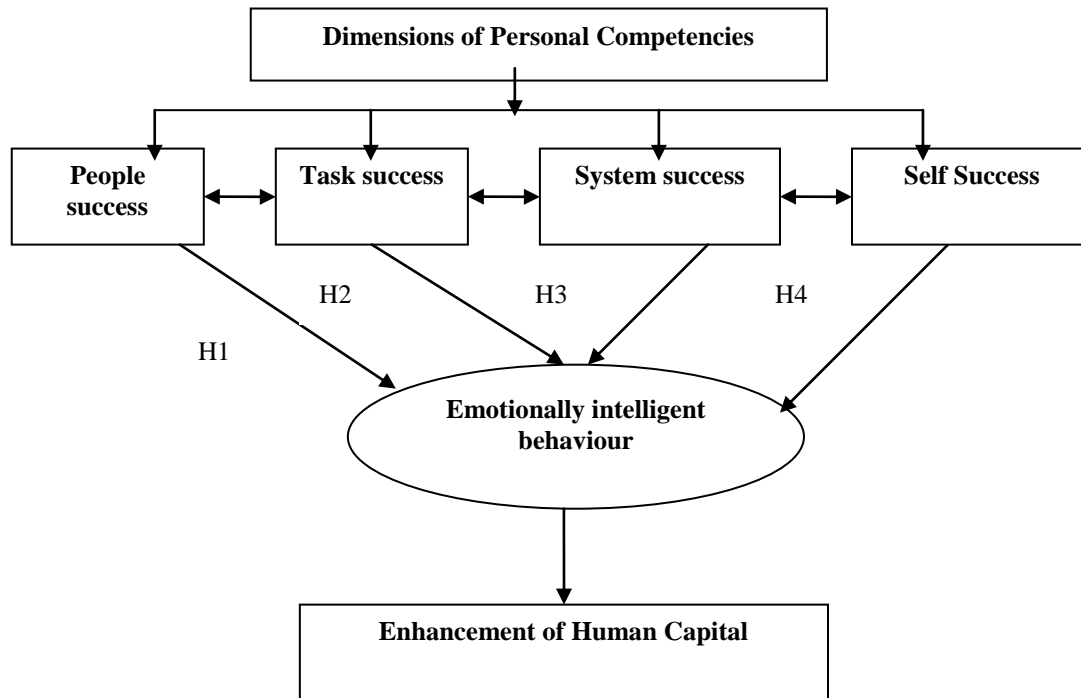 Dimensions of Personal Competencies
People
success
Task success
System success
Self Success
H2
H3
H4
H1
Emotionally intelligent
behaviour
Enhancement of Human Capital